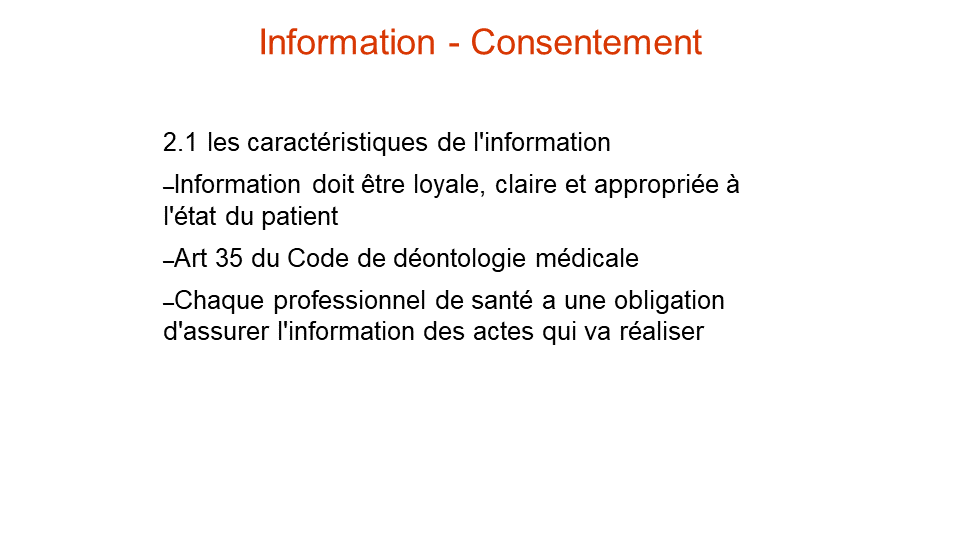 Information - Consentement
2.1 les caractéristiques de l'information
–Information doit être loyale, claire et appropriée à
l'état du patient
–Art 35 du Code de déontologie médicale
–Chaque professionnel de santé a une obligation
d'assurer l'information des actes qui va réaliser